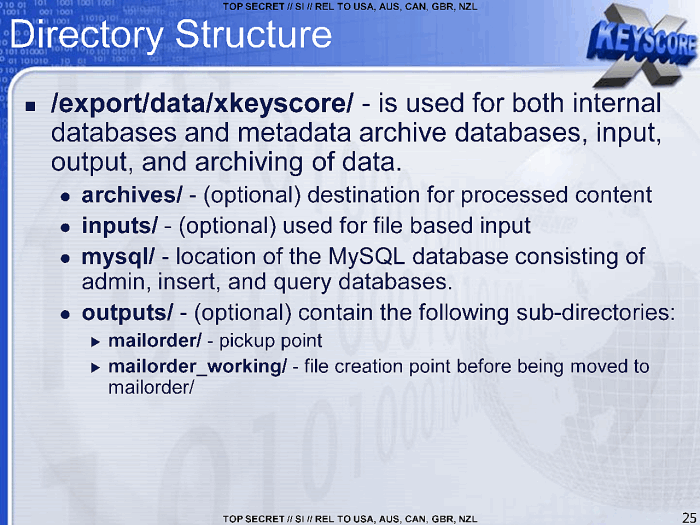 TOP SECRET // SI // REL TO USA, AUS, CAN, GBR, NZL
Directory Structure
XKEYSCORE
/export/data/xkeyscore/ - is used for both internal
databases and metadata archive databases, input,
output, and archiving of data.
archives/ - (optional) destination for processed content
inputs/ - (optional) used for file based input
mysql/ - location of the MySQL database consisting of
admin, insert, and query databases.
outputs/ - (optional) contain the following sub-directories:
mailorder/ - pickup point
mailorder_working/ - file creation point before being moved to
mailorder/
TOP SECRET // SI // REL TO USA, AUS, CAN, GBR, NZL
25